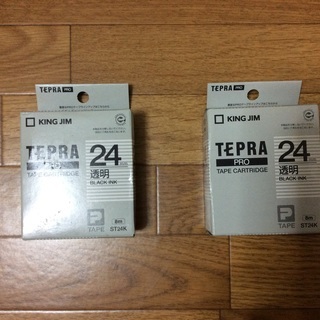 TEPRA PRO
KING JIM
TEPRA
PRO
TAPE CARTRIDGE
24
透明
BLACK INK
P
TAPE
8m
ST24K
TEPRA PRO
KING JIM
TEPRA
PRO
TAPE CARTRIDGE
24
透明
BLACK INK
P
TAPE
8m
ST24K